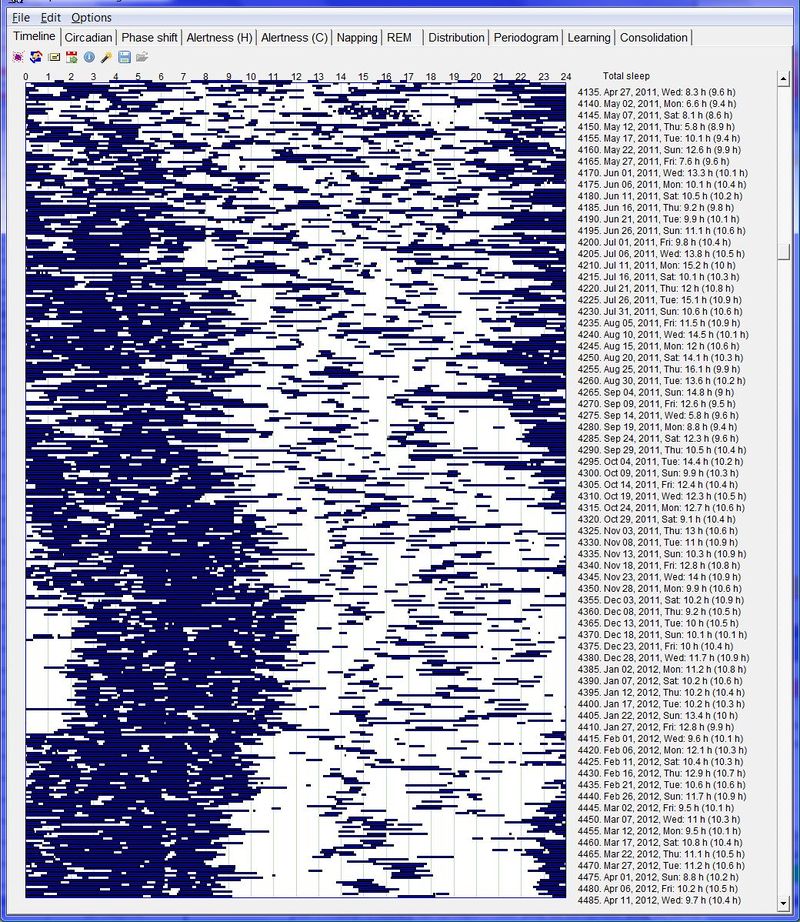 File Edit Options
Timeline Circadian Phase shift Alertness (H) Alertness (C) Napping REM Distribution Periodogram Learning Consolidation
0 1 2 3 4 5 6 7 8 9 10 11 12 13 14 15 16 17 18 19 20 21 22 23 24 Total sleep
4135. Apr 27, 2011, Wed: 8.3 h (9.6 h)
4140. May 02, 2011, Mon: 6.6 h (9.4 h)
4145. May 07, 2011, Sat: 8.1 h (8.6 h)
4150. May 12, 2011, Thu: 5.8 h (8.9 h)
4155. May 17, 2011, Tue: 10.1 h (9.4 h)
4160. May 22, 2011, Sun: 12.6 h (9.9 h)
4165. May 27, 2011, Fri: 7.6 h (9.6 h)
4170. Jun 01, 2011, Wed: 13.3 h (10.1 h)
4175. Jun 06, 2011, Mon: 10.1 h (10.4 h)
4180. Jun 11, 2011, Sat: 10.5 h (10.2 h)
4185. Jun 16, 2011, Thu: 9.2 h (9.8 h)
4190. Jun 21, 2011, Tue: 9.9 h (10.1 h)
4195. Jun 26, 2011, Sun: 11.1 h (10.6 h)
4200. Jul 01, 2011, Fri: 9.8 h (10.4 h)
4205. Jul 06, 2011, Wed: 13.8 h (10.5 h)
4210. Jul 11, 2011, Mon: 15.2 h (10 h)
4215. Jul 16, 2011, Sat: 10.1 h (10.3 h)
4220. Jul 21, 2011, Thu: 12 h (10.8 h)
4225. Jul 26, 2011, Tue: 15.1 h (10.9 h)
4230. Jul 31, 2011, Sun: 10.6 h (10.6 h)
4235. Aug 05, 2011, Fri: 11.5 h (10.9 h)
4240. Aug 10, 2011, Wed: 14.5 h (10.1 h)
4245. Aug 15, 2011, Mon: 12 h (10.6 h)
4250. Aug 20, 2011, Sat: 14.1 h (10.3 h)
4255. Aug 25, 2011, Thu: 16.1 h (9.9 h)
4260. Aug 30, 2011, Tue: 13.6 h (10.2 h)
4265. Sep 04, 2011, Sun: 14.8 h (9 h)
4270. Sep 09, 2011, Fri: 12.6 h (9.5 h)
4275. Sep 14, 2011, Wed: 5.8 h (9.6 h)
4280. Sep 19, 2011, Mon: 8.8 h (9.4 h)
4285. Sep 24, 2011, Sat: 12.3 h (9.6 h)
4290. Sep 29, 2011, Thu: 10.5 h (10.4 h)
4295. Oct 04, 2011, Tue: 14.4 h (10.2 h)
4300. Oct 09, 2011, Sun: 9.9 h (10.3 h)
4305. Oct 14, 2011, Fri: 12.4 h (10.4 h)
4310. Oct 19, 2011, Wed: 12.3 h (10.5 h)
4315. Oct 24, 2011, Mon: 12.7 h (10.6 h)
4320. Oct 29, 2011, Sat: 9.1 h (10.4 h)
4325. Nov 03, 2011, Thu: 13 h (10.6 h)
4330. Nov 08, 2011, Tue: 11 h (10.9 h)
4335. Nov 13, 2011, Sun: 10.3 h (10.9 h)
4340. Nov 18, 2011, Fri: 12.8 h (10.8 h)
4345. Nov 23, 2011, Wed: 14 h (10.9 h)
4350. Nov 28, 2011, Mon: 9.9 h (10.6 h)
4355. Dec 03, 2011, Sat: 10.2 h (10.9 h)
4360. Dec 08, 2011, Thu: 9.2 h (10.5 h)
4365. Dec 13, 2011, Tue: 10 h (10.5 h)
4370. Dec 18, 2011, Sun: 10.1 h (10.1 h)
4375. Dec 23, 2011, Fri: 10 h (10.4 h)
4380. Dec 28, 2011, Wed: 11.7 h (10.9 h)
4385. Jan 02, 2012, Mon: 11.2 h (10.8 h)
4390. Jan 07, 2012, Sat: 10.2 h (10.6 h)
4395. Jan 12, 2012, Thu: 10.2 h (10.4 h)
4400. Jan 17, 2012, Tue: 10.2 h (10.3 h)
4405. Jan 22, 2012, Sun: 13.4 h (10 h)
4410. Jan 27, 2012, Fri: 12.8 h (9.9 h)
4415. Feb 01, 2012, Wed: 9.6 h (10.1 h)
4420. Feb 06, 2012, Mon: 12.1 h (10.3 h)
4425. Feb 11, 2012, Sat: 10.4 h (10.3 h)
4430. Feb 16, 2012, Thu: 12.9 h (10.7 h)
4435. Feb 21, 2012, Tue: 10.6 h (10.6 h)
4440. Feb 26, 2012, Sun: 11.7 h (10.9 h)
4445. Mar 02, 2012, Fri: 9.5 h (10.1 h)
4450. Mar 07, 2012, Wed: 11 h (10.3 h)
4455. Mar 12, 2012, Mon: 9.5 h (10.1 h)
4460. Mar 17, 2012, Sat: 10.8 h (10.4 h)
4465. Mar 22, 2012, Thu: 11.1 h (10.5 h)
4470. Mar 27, 2012, Tue: 11.2 h (10.6 h)
4475. Apr 01, 2012, Sun: 8.8 h (10.2 h)
4480. Apr 06, 2012, Fri: 10.2 h (10.5 h)
4485. Apr 11, 2012, Wed: 9.7 h (10.4 h)